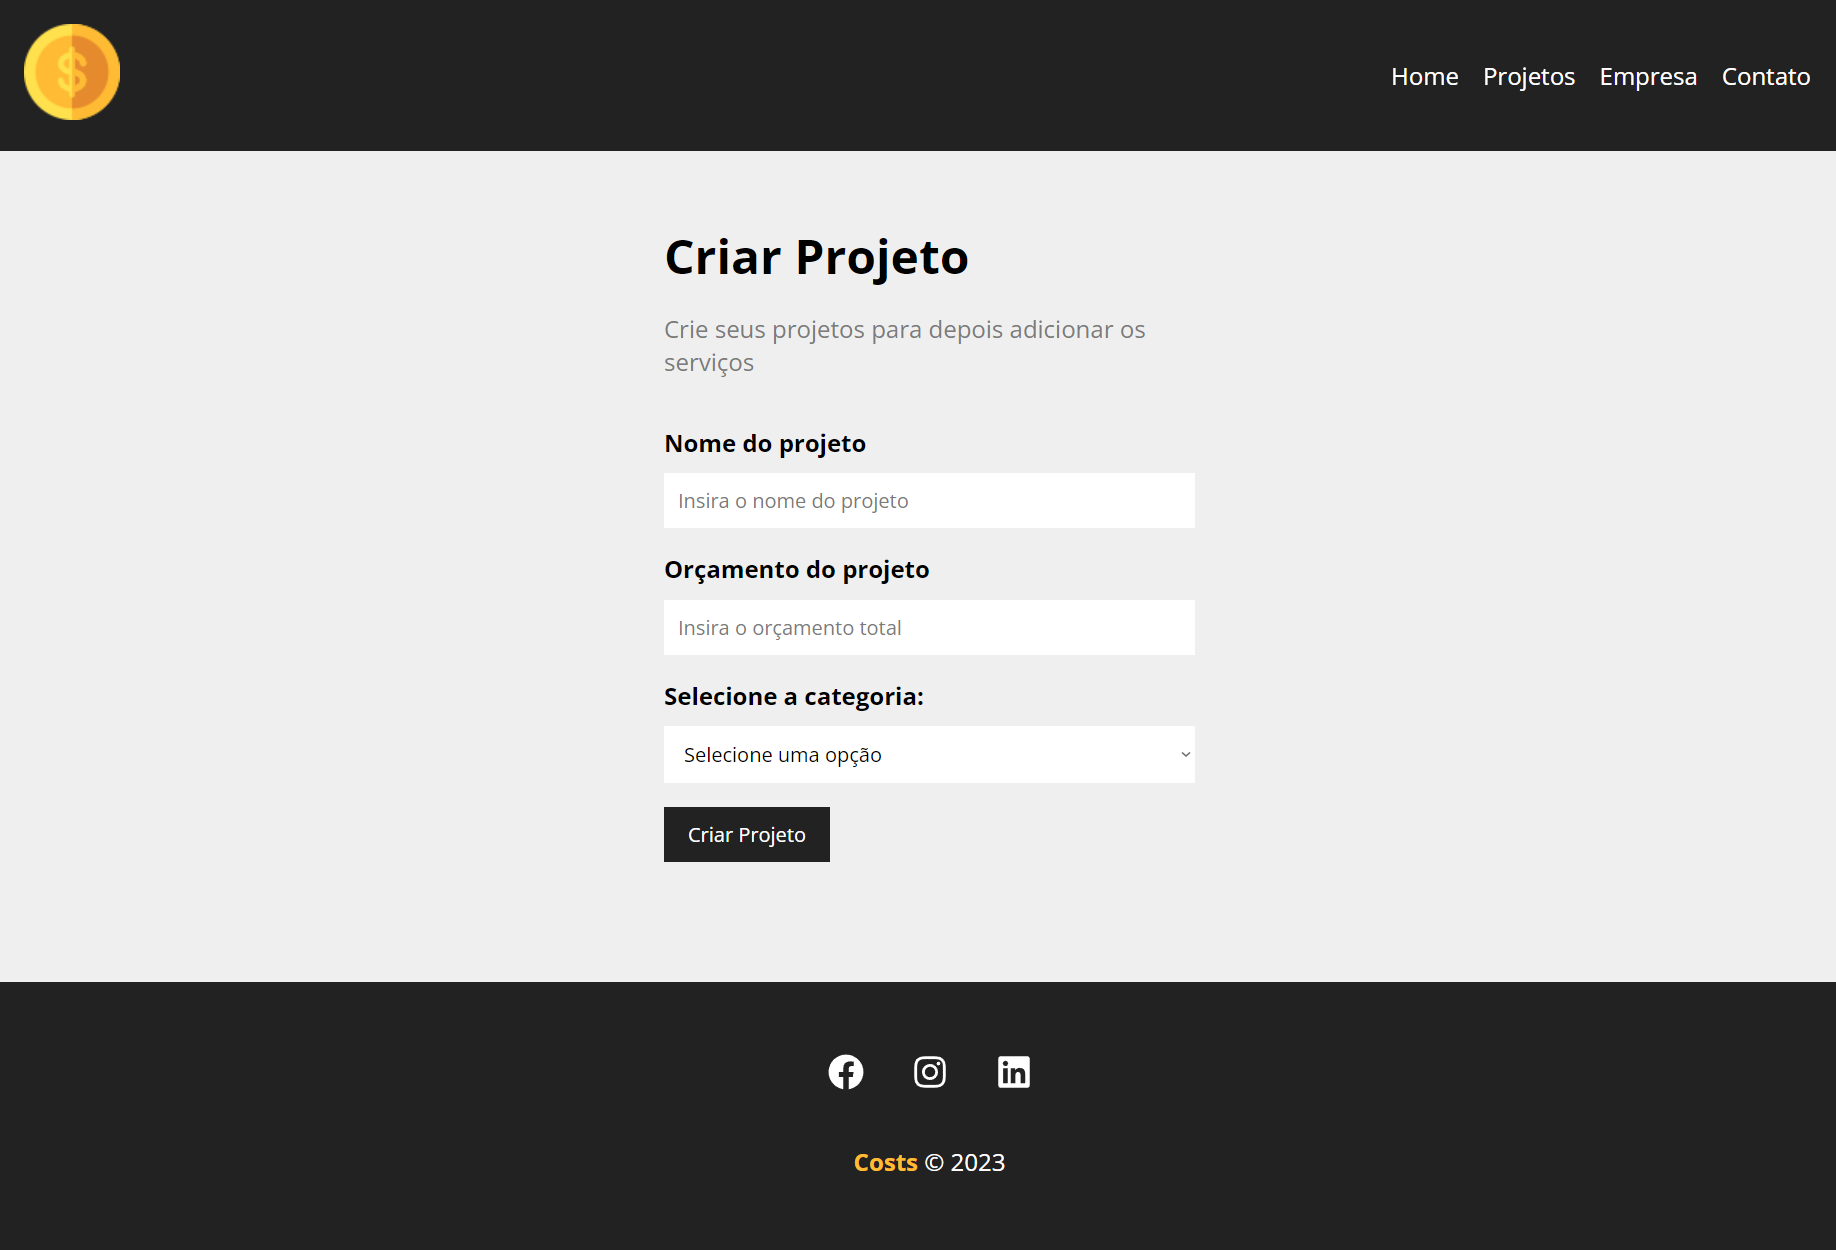 $
Home Projetos Empresa Contato
Criar Projeto
Crie seus projetos para depois adicionar os
serviços
Nome do projeto
Insira o nome do projeto
Orçamento do projeto
Insira o orçamento total
Selecione a categoria:
Selecione uma opção
Criar Projeto
Costs © 2023